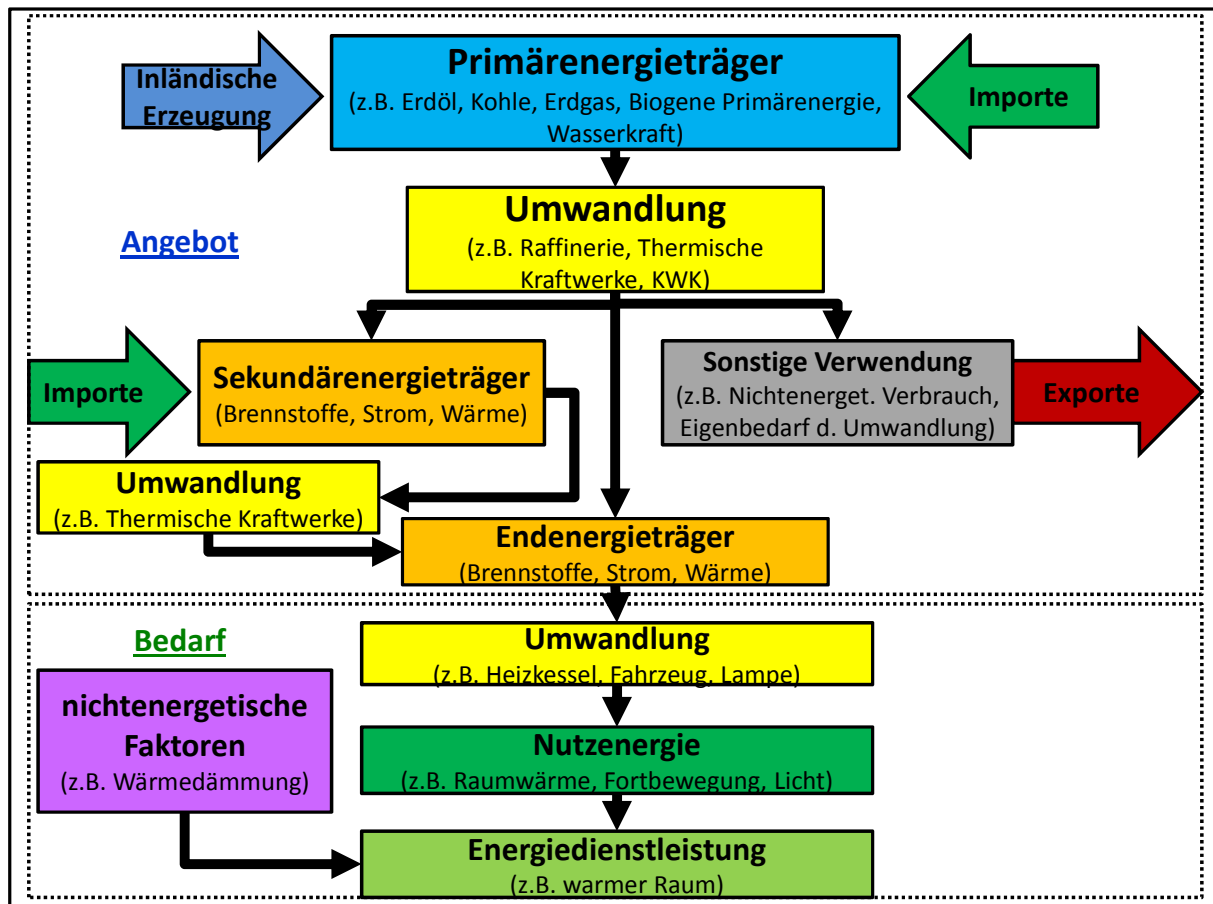 Inländische
Erzeugung
Primärenergieträger
(z.B. Erdöl, Kohle, Erdgas, Biogene Primärenergie,
Wasserkraft)
Importe
Angebot
Umwandlung
(z.B. Raffinerie, Thermische
Kraftwerke, KWK)
Importe
Sekundärenergieträger
(Brennstoffe, Strom, Wärme)
Sonstige Verwendung
(z.B. Nichtenerget. Verbrauch,
Eigenbedarf d. Umwandlung)
Exporte
Umwandlung
(z.B. Thermische Kraftwerke)
Endenergieträger
(Brennstoffe, Strom, Wärme)
Bedarf
Umwandlung
(z.B. Heizkessel, Fahrzeug, Lampe)
nichtenergetische
Faktoren
(z.B. Wärmedämmung)
Nutzenergie
(z.B. Raumwärme, Fortbewegung, Licht)
Energiedienstleistung
(z.B. warmer Raum)